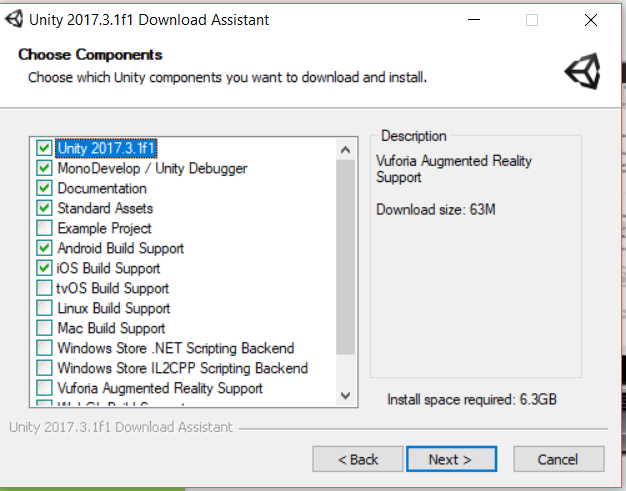 Unity 2017.3.1f1 Download Assistant
Choose Components
Choose which Unity components you want to download and install.
Unity 2017.3.1f1
MonoDevelop / Unity Debugger
Documentation
Standard Assets
Example Project
Android Build Support
iOS Build Support
tvOS Build Support
Linux Build Support
Mac Build Support
Windows Store .NET Scripting Backend
Windows Store IL2CPP Scripting Backend
Vuforia Augmented Reality Support
Description
Vuforia Augmented Reality
Support
Download size: 63M
Install space required: 6.3GB
Unity 2017.3.1f1 Download Assistant
< Back
Next >
Cancel